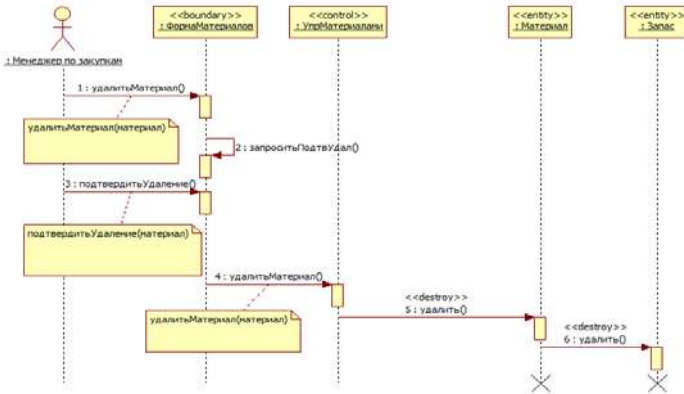 <<boundary>>
: ФормаМатериалов
<<control>>
: УпрМатериалами
<<entity>>
: Материал
<<entity>>
: Запас
: Менеджер по закупкам
1 : удалитьМатериал()
удалитьМатериал(материал)
2 : запроситьПодтвУдал()
3 : подтвердитьУдаление()
подтвердитьУдаление(материал)
4 : удалитьМатериал()
удалитьМатериал(материал)
<<destroy>>
5 : удалить()
<<destroy>>
6 : удалить()